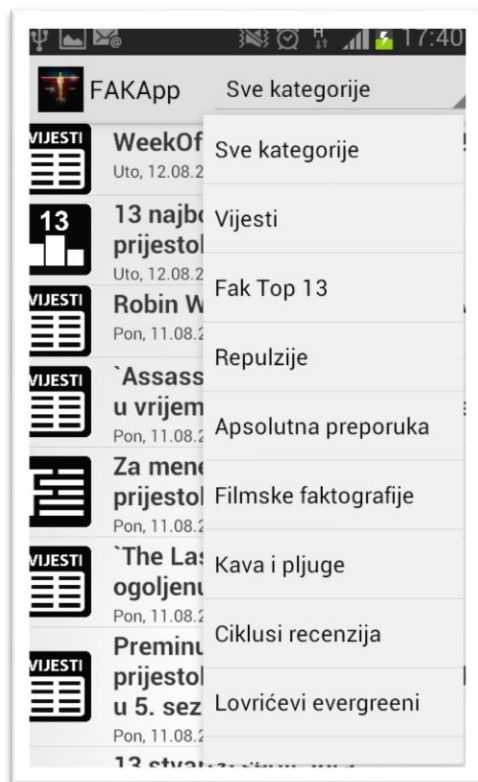 17:40
FAKApp
Sve kategorije
VIJESTI
WeekOf
Uto, 12.08.2
13
13 najbo
prijestol
Uto, 12.08.2
VIJESTI
Robin W
Pon, 11.08.2
VIJESTI
`Assass
u vrijem
Pon, 11.08.2
Za mene
prijestol
Pon, 11.08.2
VIJESTI
`The Las
ogoljenu
Pon, 11.08.2
VIJESTI
Preminu
prijestol
u 5. sez
Pon, 11.08.2
Sve kategorije
Vijesti
Fak Top 13
Repulzije
Apsolutna preporuka
Filmske faktografije
Kava i pljuge
Ciklusi recenzija
Lovrićevi evergreeni